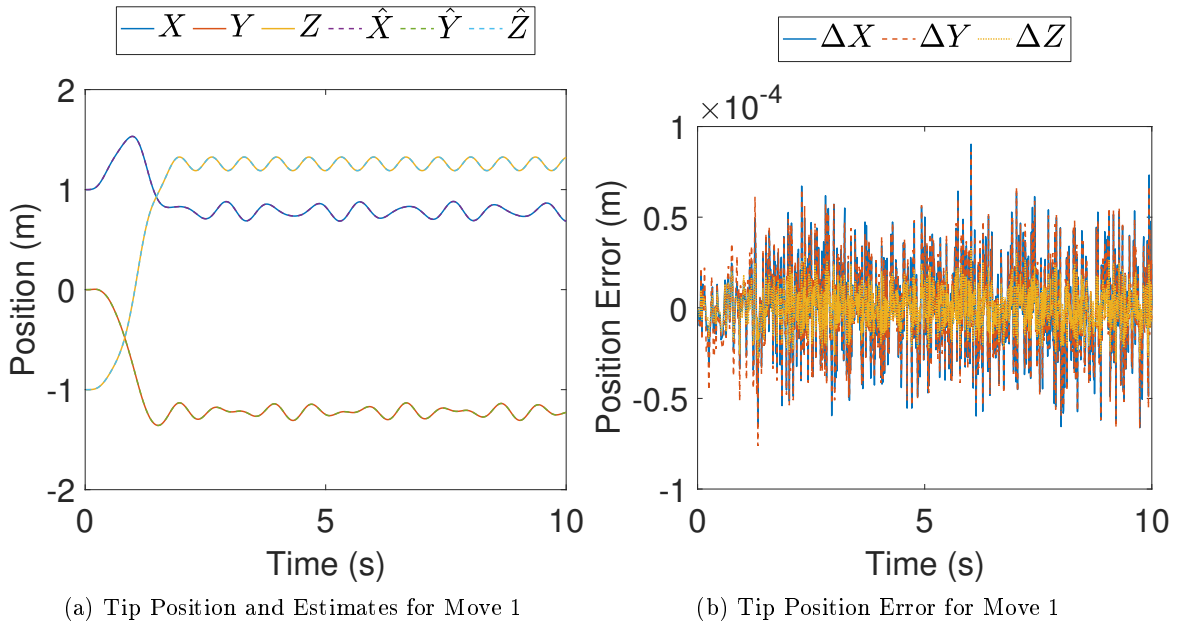 X Y Z X̂ Ŷ Ẑ
2
1
0
-1
-2
Position (m)
0 5 10
Time (s)
(a) Tip Position and Estimates for Move 1
ΔX ΔY ΔZ
×10⁻⁴
1
0.5
0
-0.5
-1
Position Error (m)
0 5 10
Time (s)
(b) Tip Position Error for Move 1